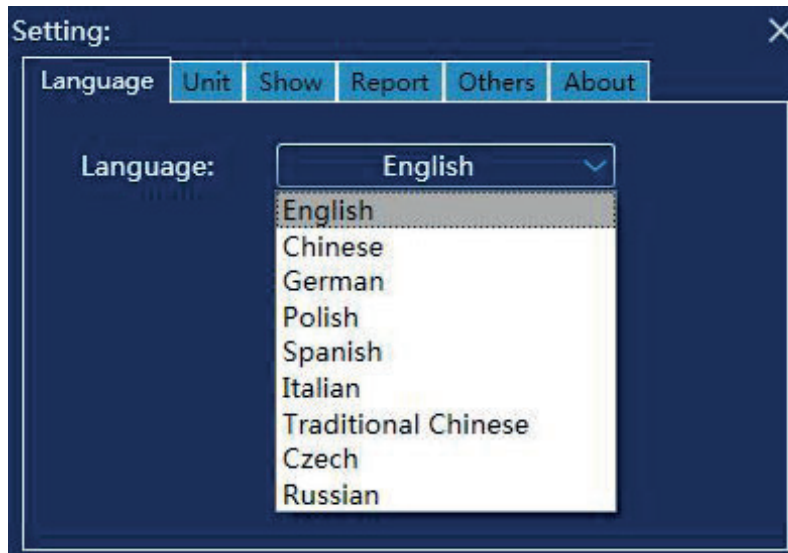 Setting:
Language Unit Show Report Others About
Language: English
English
Chinese
German
Polish
Spanish
Italian
Traditional Chinese
Czech
Russian